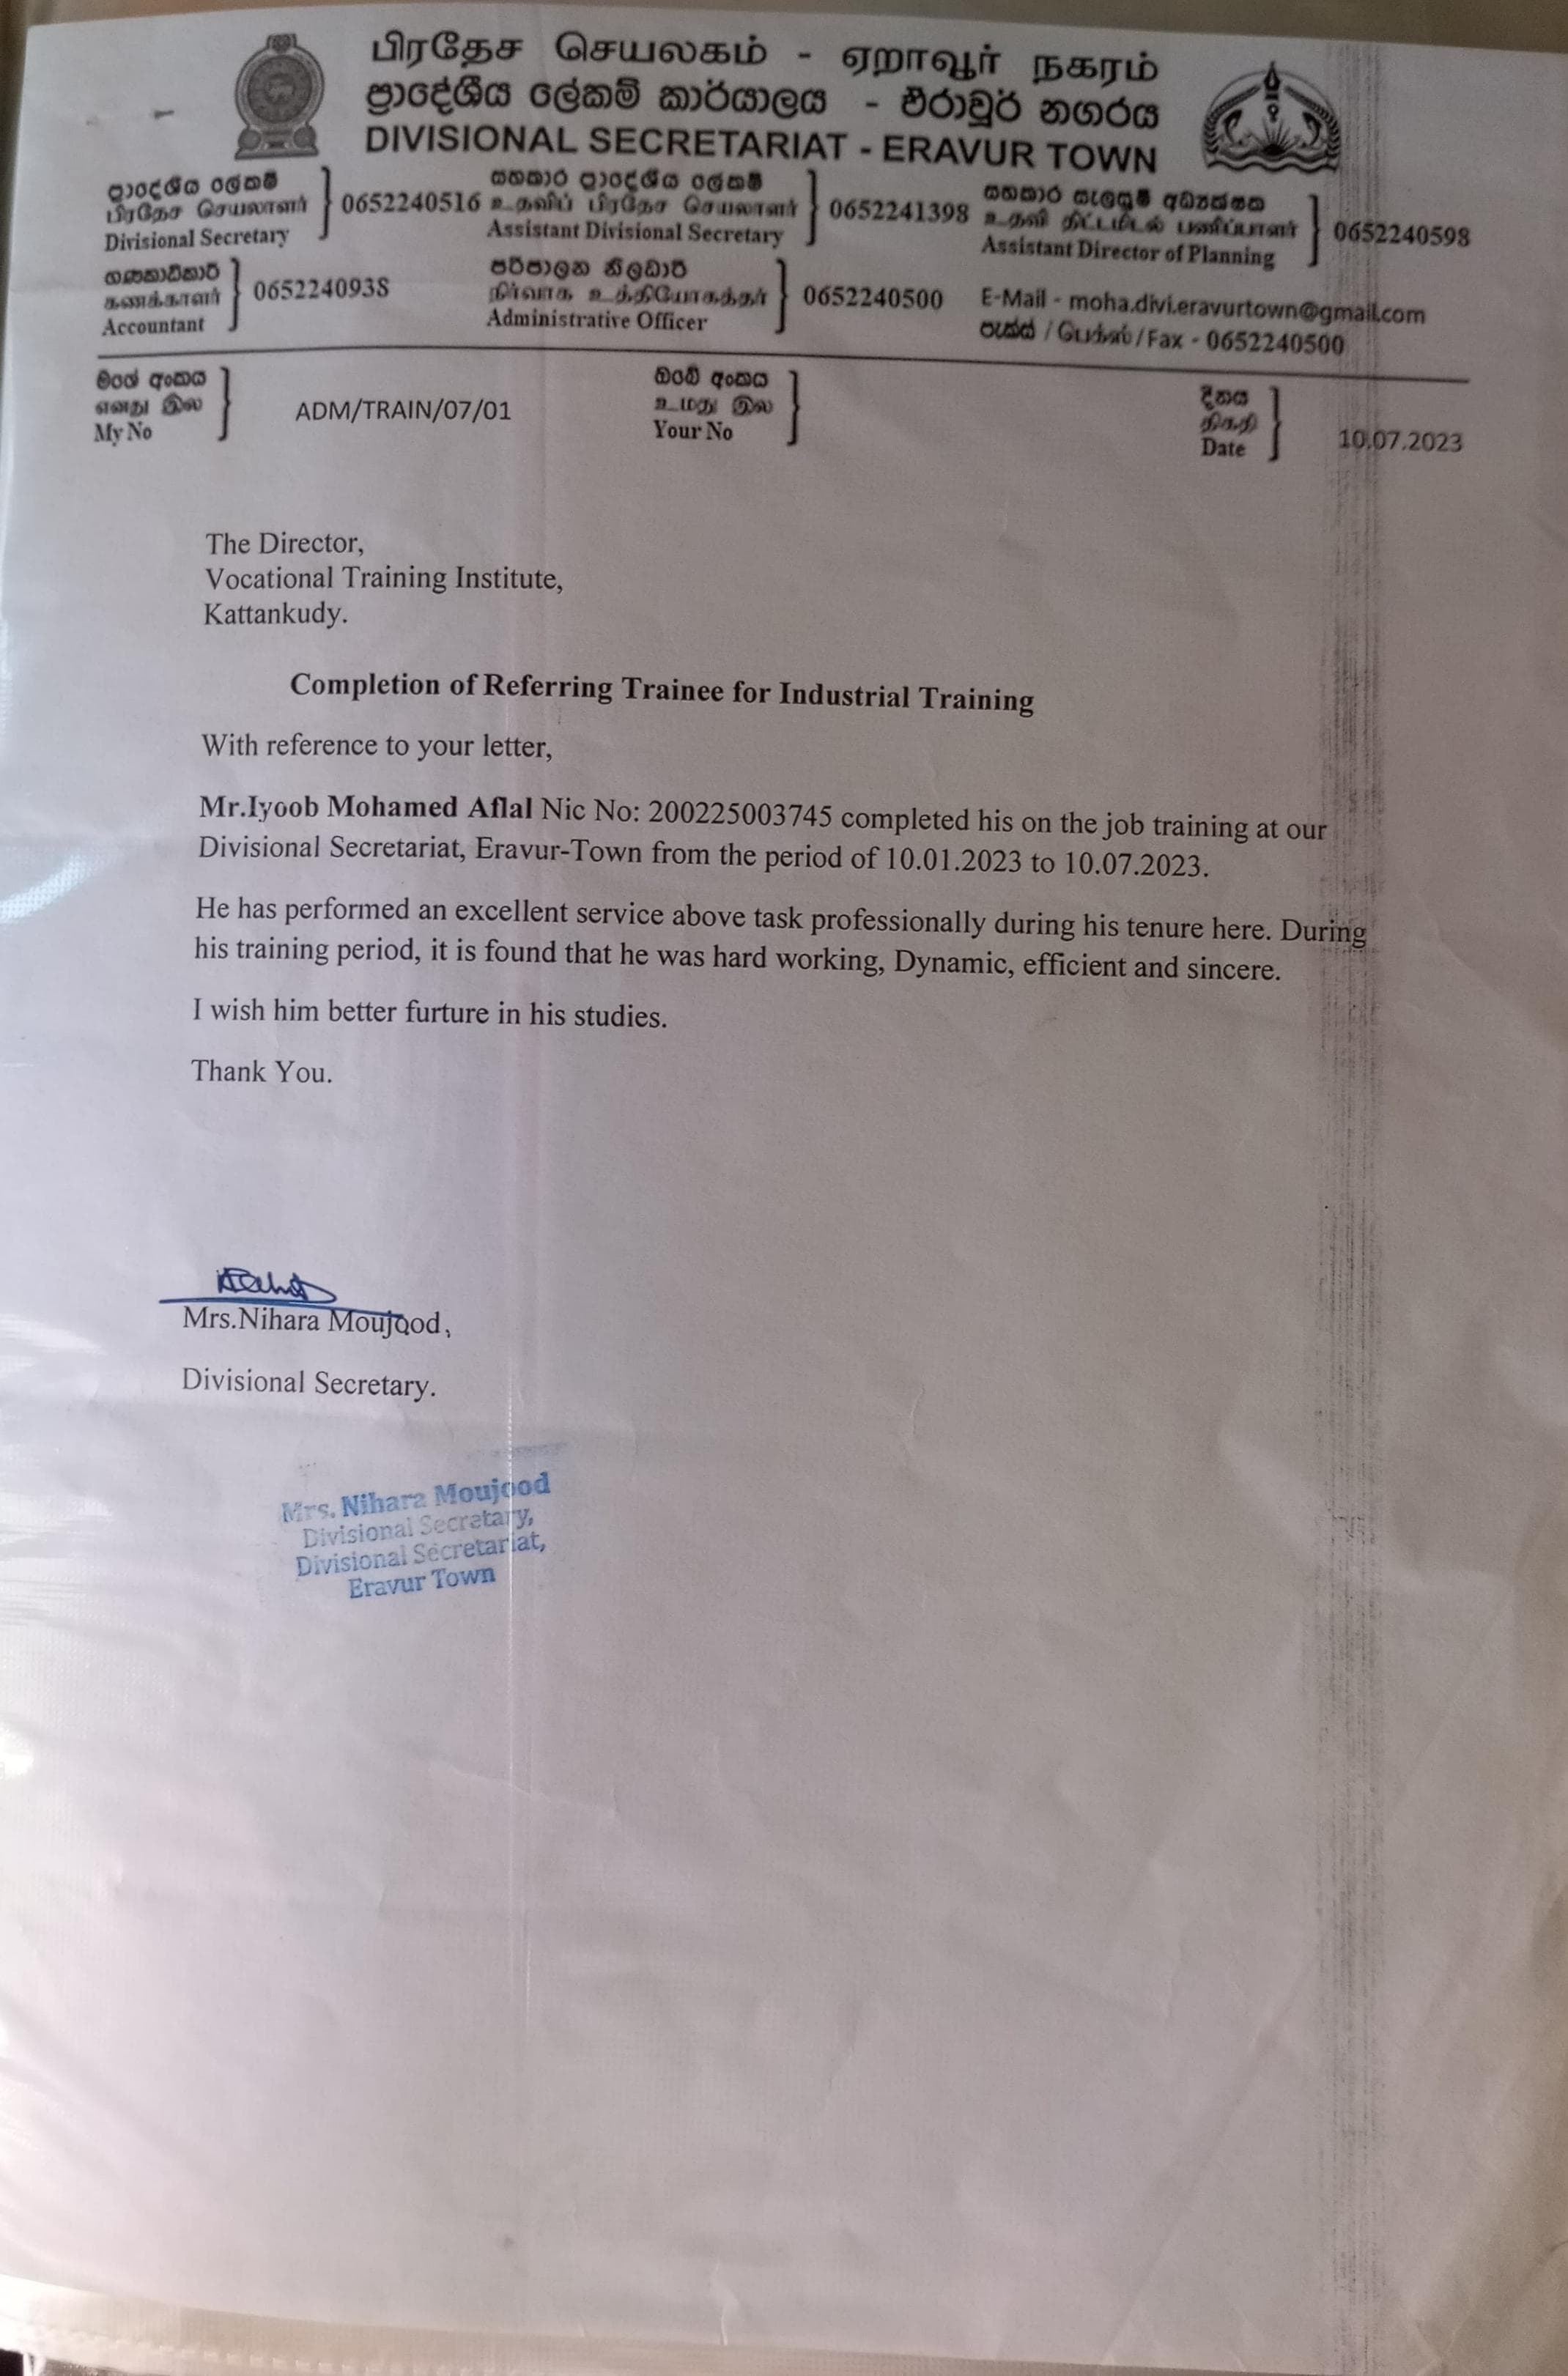 பிரதேச செயலகம் - ஏறாவூர் நகரம்
ප්‍රාදේශීය ලේකම් කාර්යාලය - එරාවූර් නගරය
DIVISIONAL SECRETARIAT - ERAVUR TOWN
ප්‍රාදේශීය ලේකම්
பிரதேச செயலாளர்
Divisional Secretary
0652240516
සහකාර ප්‍රාදේශීය ලේකම්
உதவிப் பிரதேச செயலாளர்
Assistant Divisional Secretary
0652241398
සහකාර සැලසුම් අධ්‍යක්ෂක
உதவி திட்டமிடல் பணிப்பாளர்
Assistant Director of Planning
0652240598
ගණකාධිකාරී
கணக்காளர்
Accountant
0652240938
පරිපාලන නිලධාරී
நிர்வாக உத்தியோகத்தர்
Administrative Officer
0652240500
E-Mail - moha.divi.eravurtown@gmail.com
ෆැක්ස් / பெக்ஸ் / Fax - 0652240500
මගේ අංකය
எனது இல
My No
ADM/TRAIN/07/01
ඔබේ අංකය
உமது இல
Your No
දිනය
திகதி
Date
10.07.2023
The Director,
Vocational Training Institute,
Kattankudy.
Completion of Referring Trainee for Industrial Training
With reference to your letter,
Mr.Iyoob Mohamed Aflal Nic No: 200225003745 completed his on the job training at our
Divisional Secretariat, Eravur-Town from the period of 10.01.2023 to 10.07.2023.
He has performed an excellent service above task professionally during his tenure here. During
his training period, it is found that he was hard working, Dynamic, efficient and sincere.
I wish him better furture in his studies.
Thank You.
Mrs.Nihara Moujood,
Divisional Secretary.
Mrs. Nihara Moujood
Divisional Secretary,
Divisional Secretariat,
Eravur Town